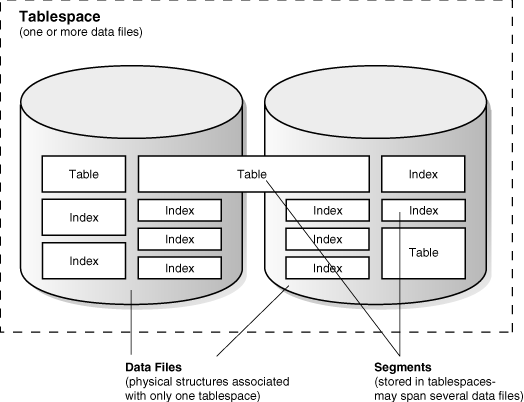 Tablespace
(one or more data files)
Table
Table
Index
Index
Index
Index
Index
Index
Index
Index
Index
Index
Index
Table
Data Files
(physical structures associated
with only one tablespace)
Segments
(stored in tablespaces-
may span several data files)